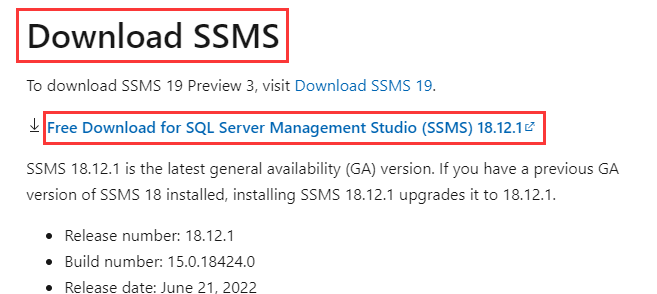 Download SSMS
To download SSMS 19 Preview 3, visit Download SSMS 19.
Free Download for SQL Server Management Studio (SSMS) 18.12.1
SSMS 18.12.1 is the latest general availability (GA) version. If you have a previous GA
version of SSMS 18 installed, installing SSMS 18.12.1 upgrades it to 18.12.1.
• Release number: 18.12.1
• Build number: 15.0.18424.0
• Release date: June 21, 2022